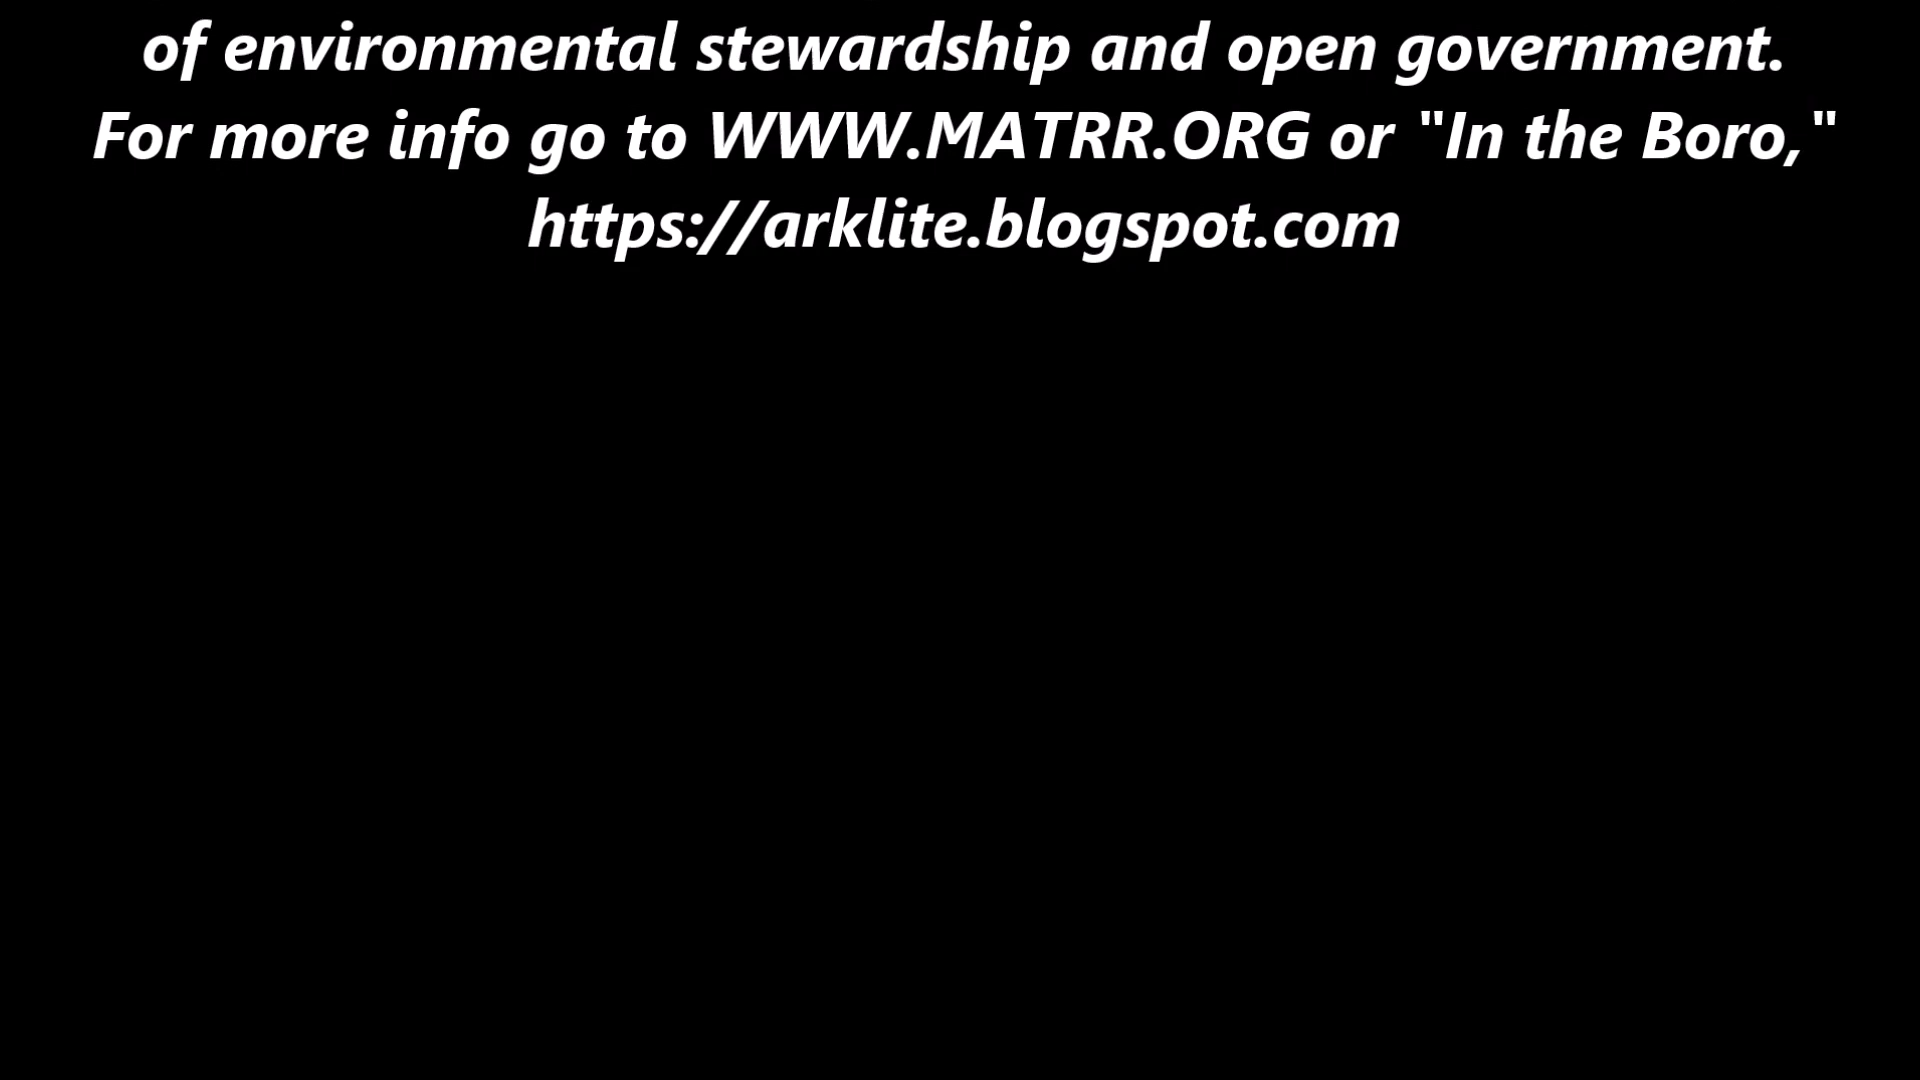 of environmental stewardship and open government.
For more info go to WWW.MATRR.ORG or "In the Boro,"
https://arklite.blogspot.com